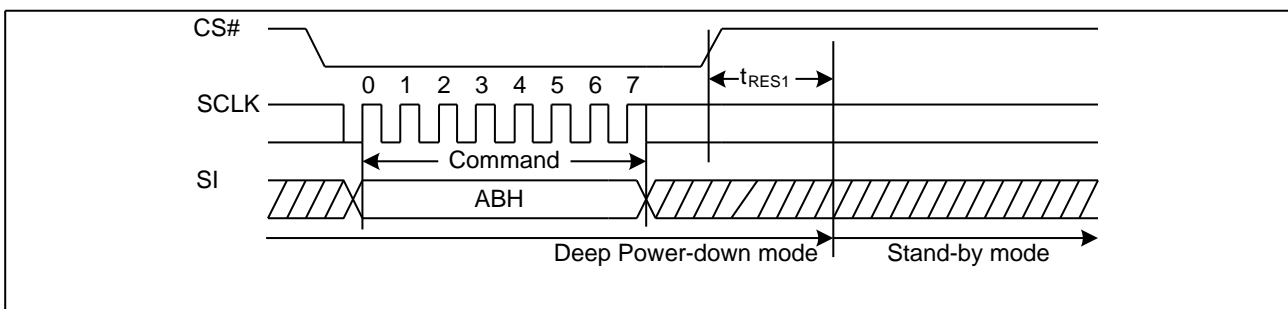 CS#
0 1 2 3 4 5 6 7
tRES1
SCLK
Command
SI
ABH
Deep Power-down mode Stand-by mode